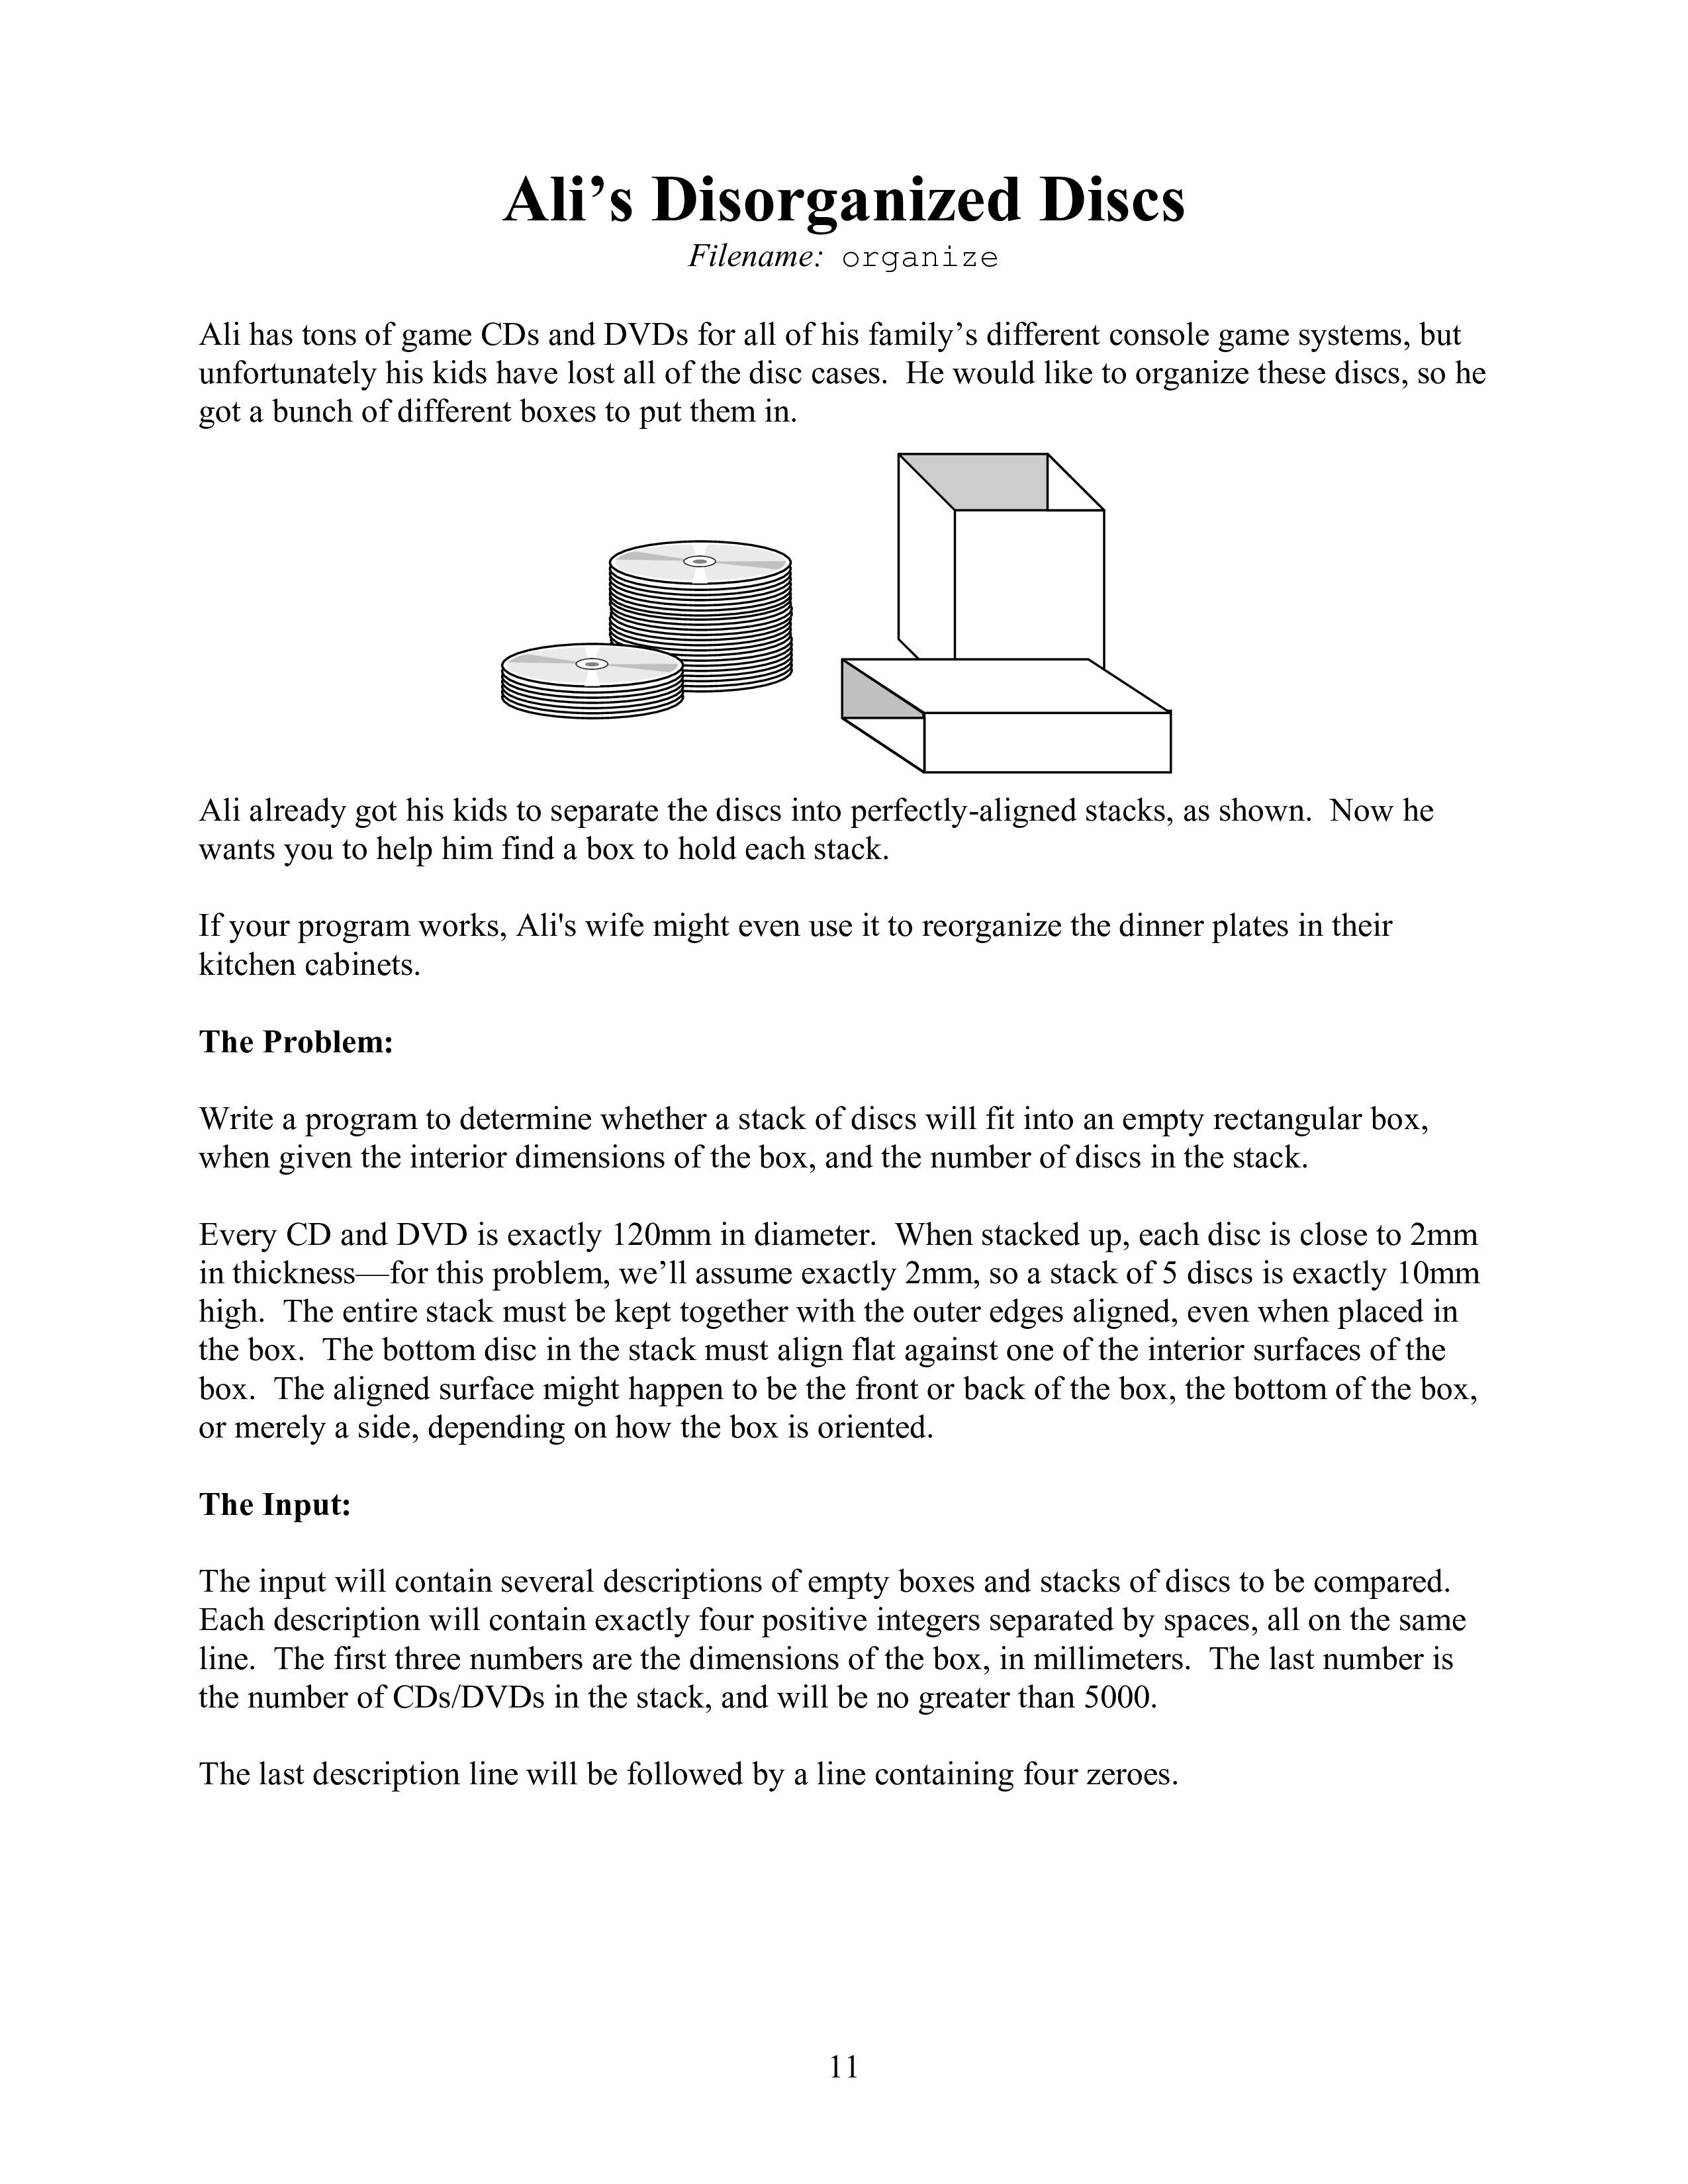 Ali’s Disorganized Discs
Filename: organize
Ali has tons of game CDs and DVDs for all of his family’s different console game systems, but
unfortunately his kids have lost all of the disc cases.  He would like to organize these discs, so he
got a bunch of different boxes to put them in.
Ali already got his kids to separate the discs into perfectly-aligned stacks, as shown.  Now he
wants you to help him find a box to hold each stack.
If your program works, Ali's wife might even use it to reorganize the dinner plates in their
kitchen cabinets.
The Problem:
Write a program to determine whether a stack of discs will fit into an empty rectangular box,
when given the interior dimensions of the box, and the number of discs in the stack.
Every CD and DVD is exactly 120mm in diameter.  When stacked up, each disc is close to 2mm
in thickness—for this problem, we’ll assume exactly 2mm, so a stack of 5 discs is exactly 10mm
high.  The entire stack must be kept together with the outer edges aligned, even when placed in
the box.  The bottom disc in the stack must align flat against one of the interior surfaces of the
box.  The aligned surface might happen to be the front or back of the box, the bottom of the box,
or merely a side, depending on how the box is oriented.
The Input:
The input will contain several descriptions of empty boxes and stacks of discs to be compared.
Each description will contain exactly four positive integers separated by spaces, all on the same
line.  The first three numbers are the dimensions of the box, in millimeters.  The last number is
the number of CDs/DVDs in the stack, and will be no greater than 5000.
The last description line will be followed by a line containing four zeroes.
11